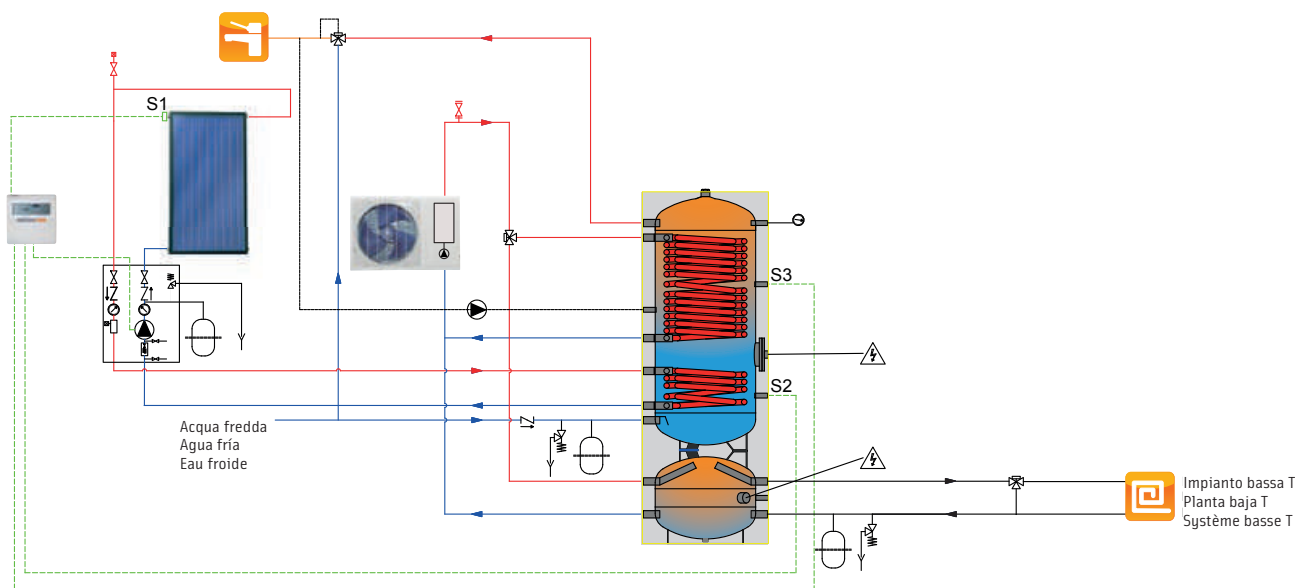 S1
S3
S2
Acqua fredda
Agua fría
Eau froide
Impianto bassa T
Planta baja T
Système basse T